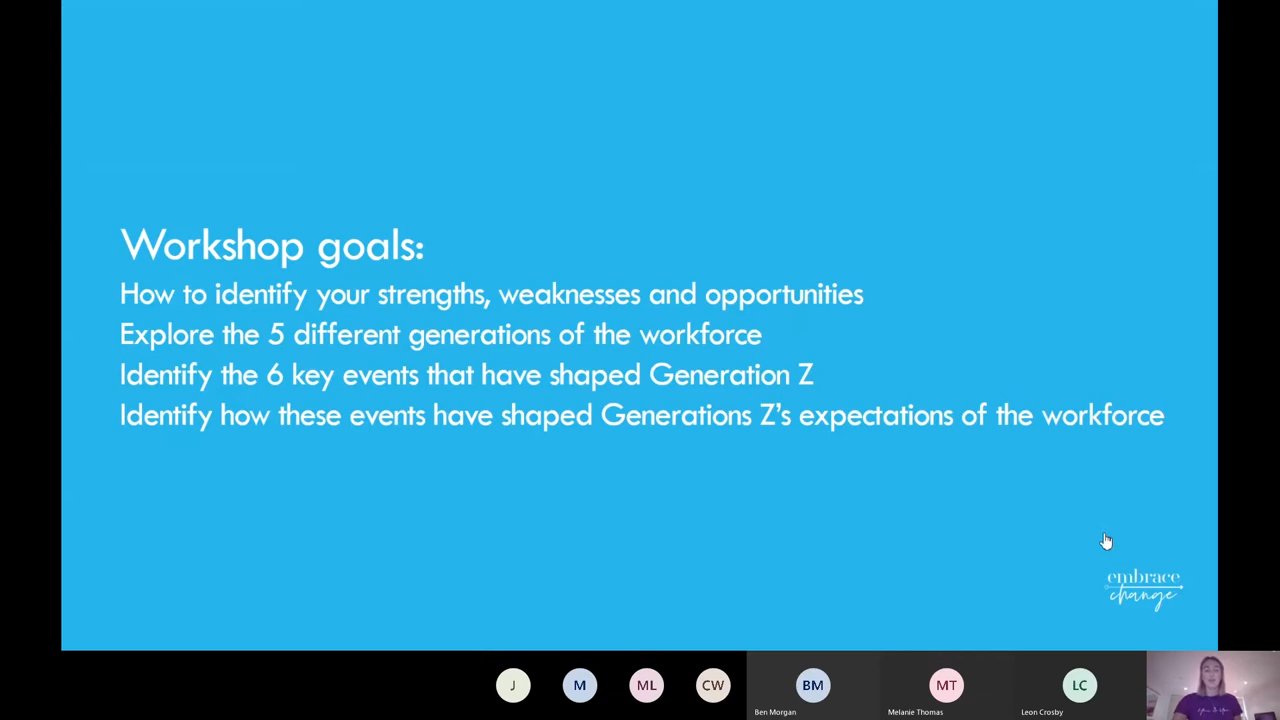 Workshop goals:
How to identify your strengths, weaknesses and opportunities
Explore the 5 different generations of the workforce
Identify the 6 key events that have shaped Generation Z
Identify how these events have shaped Generations Z's expectations of the workforce
embrace
change
J M ML CW BM MT LC
Ben Morgan Melanie Thomas Leon Crosby